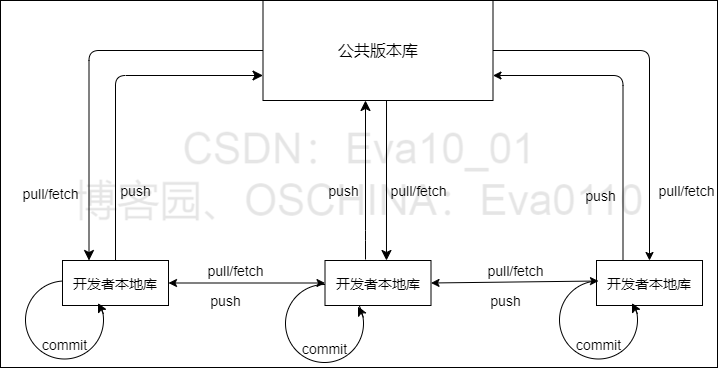 公共版本库
CSDN：Eva10_01
博客园、OSCHINA：Eva0110
pull/fetch
push
push
pull/fetch
push
pull/fetch
开发者本地库
pull/fetch
push
开发者本地库
pull/fetch
push
开发者本地库
commit
commit
commit